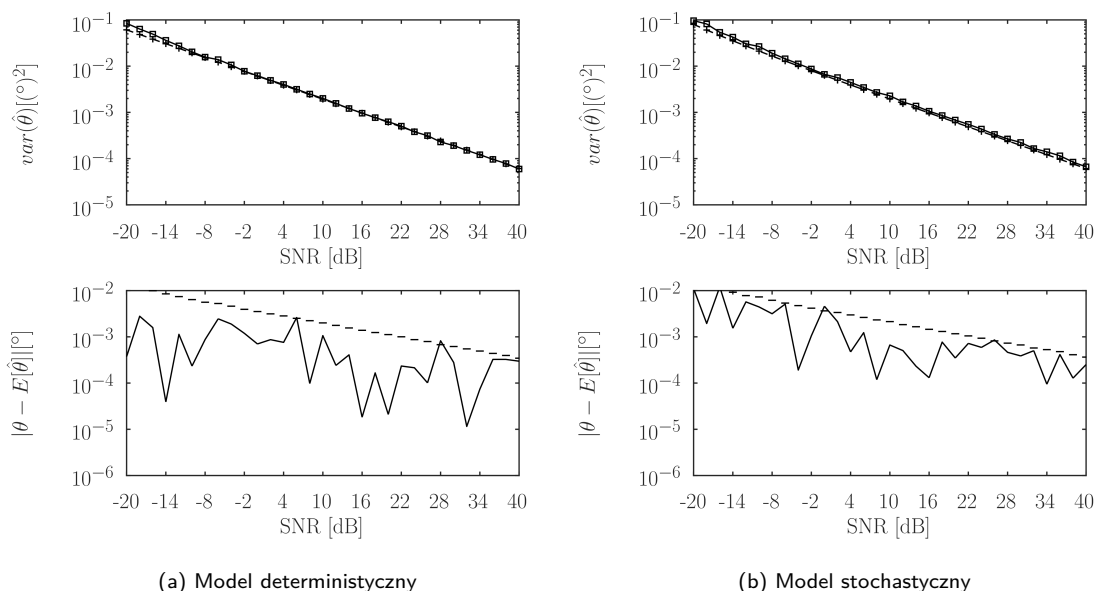 10⁻¹
10⁻²
10⁻³
10⁻⁴
10⁻⁵
var(θ̂)[(°)²]
-20 -14 -8 -2 4 10 16 22 28 34 40
SNR [dB]
10⁻²
10⁻³
10⁻⁴
10⁻⁵
10⁻⁶
|θ − E[θ̂]|[°]
-20 -14 -8 -2 4 10 16 22 28 34 40
SNR [dB]
(a) Model deterministyczny
10⁻¹
10⁻²
10⁻³
10⁻⁴
10⁻⁵
var(θ̂)[(°)²]
-20 -14 -8 -2 4 10 16 22 28 34 40
SNR [dB]
10⁻²
10⁻³
10⁻⁴
10⁻⁵
10⁻⁶
|θ − E[θ̂]|[°]
-20 -14 -8 -2 4 10 16 22 28 34 40
SNR [dB]
(b) Model stochastyczny